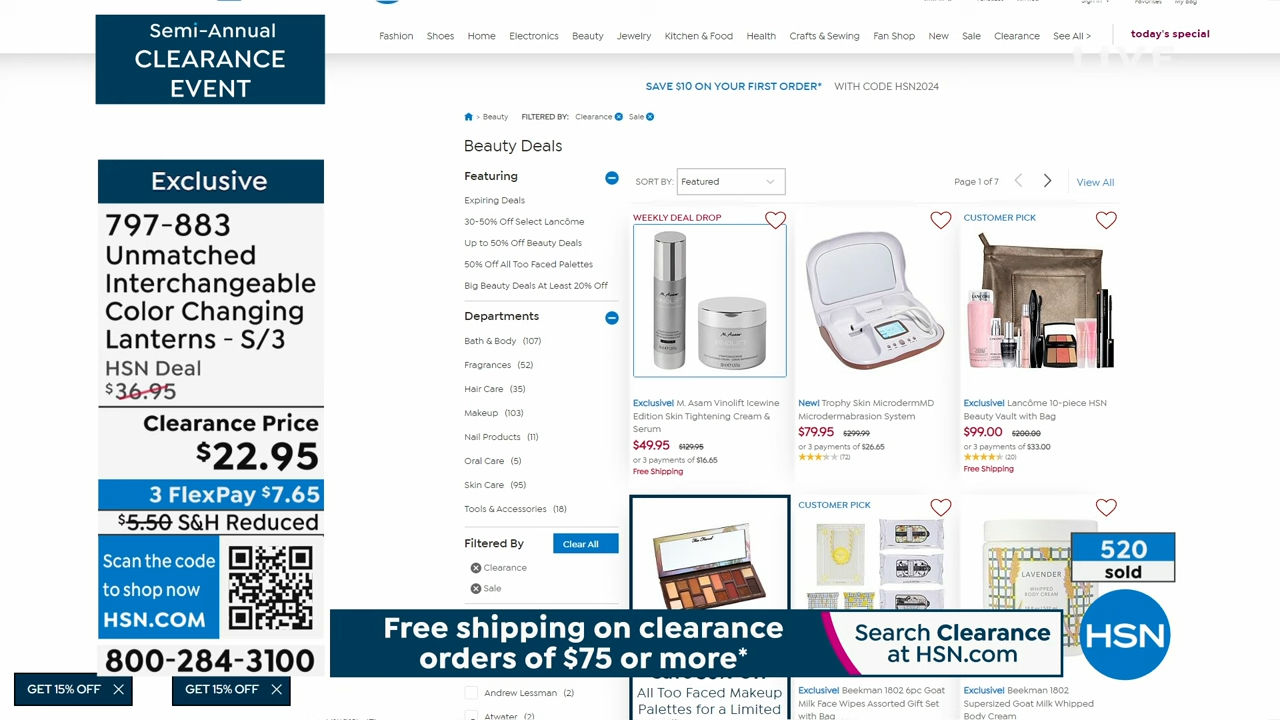 Semi-Annual
CLEARANCE
EVENT
Fashion Shoes Home Electronics Beauty Jewelry Kitchen & Food Health Crafts & Sewing Fan Shop New Sale Clearance See All > today's special
LIVE
SAVE $10 ON YOUR FIRST ORDER* WITH CODE HSN2024
> Beauty FILTERED BY: Clearance Sale
Beauty Deals
Exclusive
797-883
Unmatched
Interchangeable
Color Changing
Lanterns - S/3
HSN Deal
$36.95
Clearance Price
$22.95
3 FlexPay $7.65
$5.50 S&H Reduced
Scan the code
to shop now
HSN.COM
800-284-3100
GET 15% OFF
GET 15% OFF
Featuring
Expiring Deals
30-50% Off Select Lancôme
Up to 50% Off Beauty Deals
50% Off All Too Faced Palettes
Big Beauty Deals At Least 20% Off
Departments
Bath & Body (107)
Fragrances (52)
Hair Care (35)
Makeup (103)
Nail Products (11)
Oral Care (5)
Skin Care (95)
Tools & Accessories (18)
Filtered By Clear All
Clearance
Sale
Andrew Lessman (2)
Atwater (2)
SORT BY: Featured
Page 1 of 7 View All
WEEKLY DEAL DROP
Exclusive! M. Asam Vinolift Icewine
Edition Skin Tightening Cream &
Serum
$49.95 $129.95
or 3 payments of $16.65
Free Shipping
New! Trophy Skin MicrodermMD
Microdermabrasion System
$79.95 $299.99
or 3 payments of $26.65
(72)
CUSTOMER PICK
LANCÔME
Exclusive! Lancôme 10-piece HSN
Beauty Vault with Bag
$99.00 $200.00
or 3 payments of $33.00
(20)
Free Shipping
All Too Faced Makeup
Palettes for a Limited
CUSTOMER PICK
Exclusive! Beekman 1802 6pc Goat
Milk Face Wipes Assorted Gift Set
with Bag
LAVENDER
WHIPPED
BODY CREAM
Exclusive! Beekman 1802
Supersized Goat Milk Whipped
Body Cream
520
sold
Free shipping on clearance
orders of $75 or more*
Search Clearance
at HSN.com
HSN